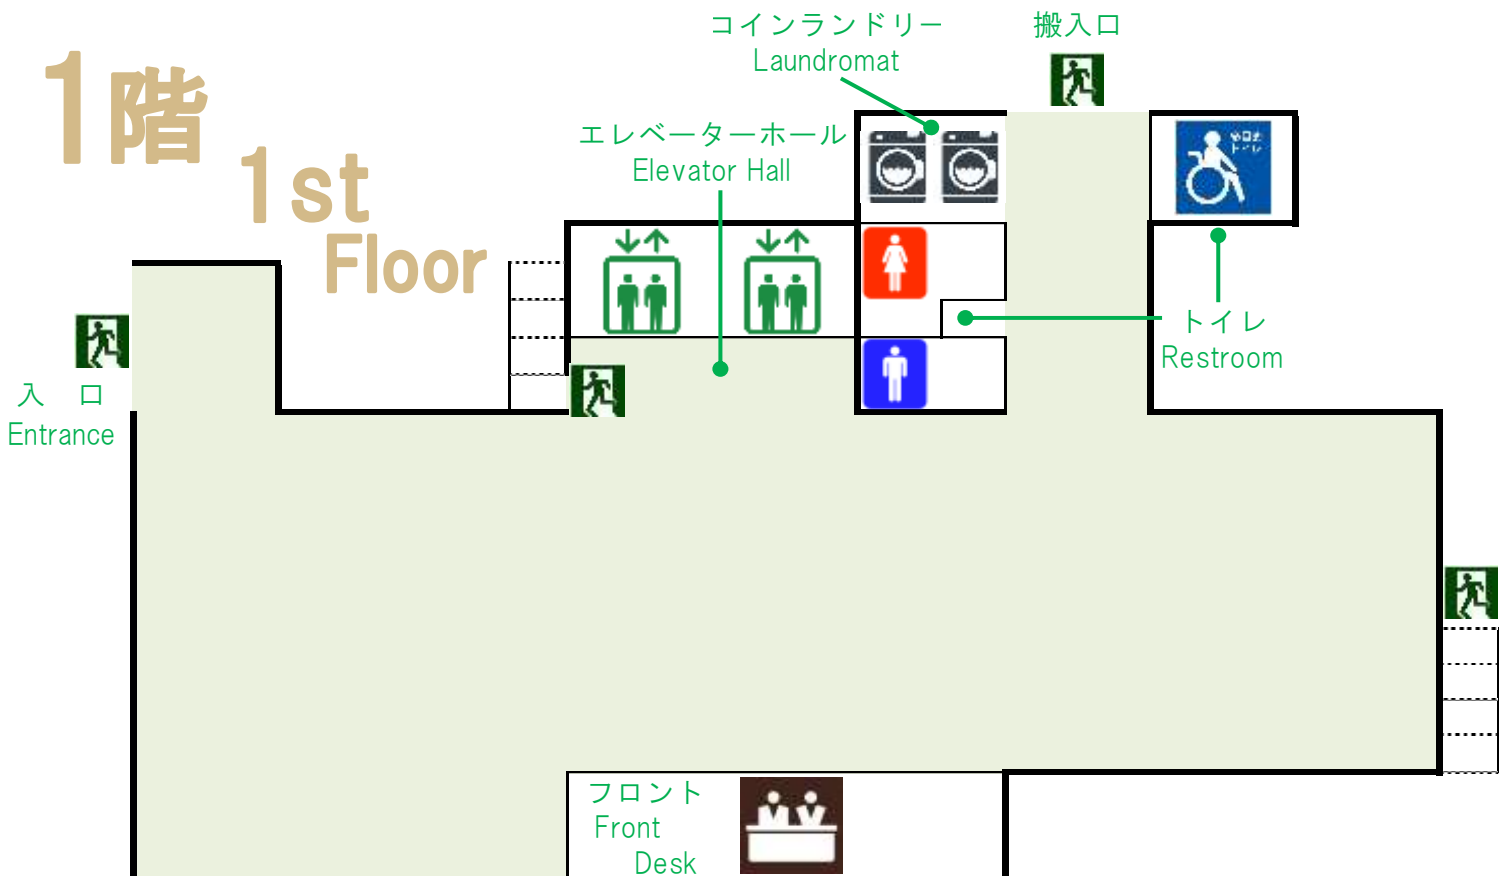 1階
1st
Floor
コインランドリー
Laundromat
搬入口
エレベーターホール
Elevator Hall
トイレ
Restroom
入 口
Entrance
フロント
Front
Desk